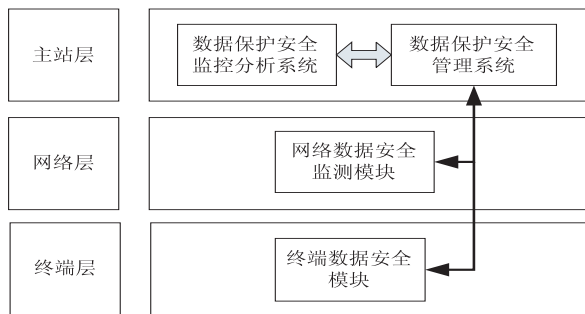 主站层
数据保护安全
监控分析系统
数据保护安全
管理系统
网络层
网络数据安全
监测模块
终端层
终端数据安全
模块